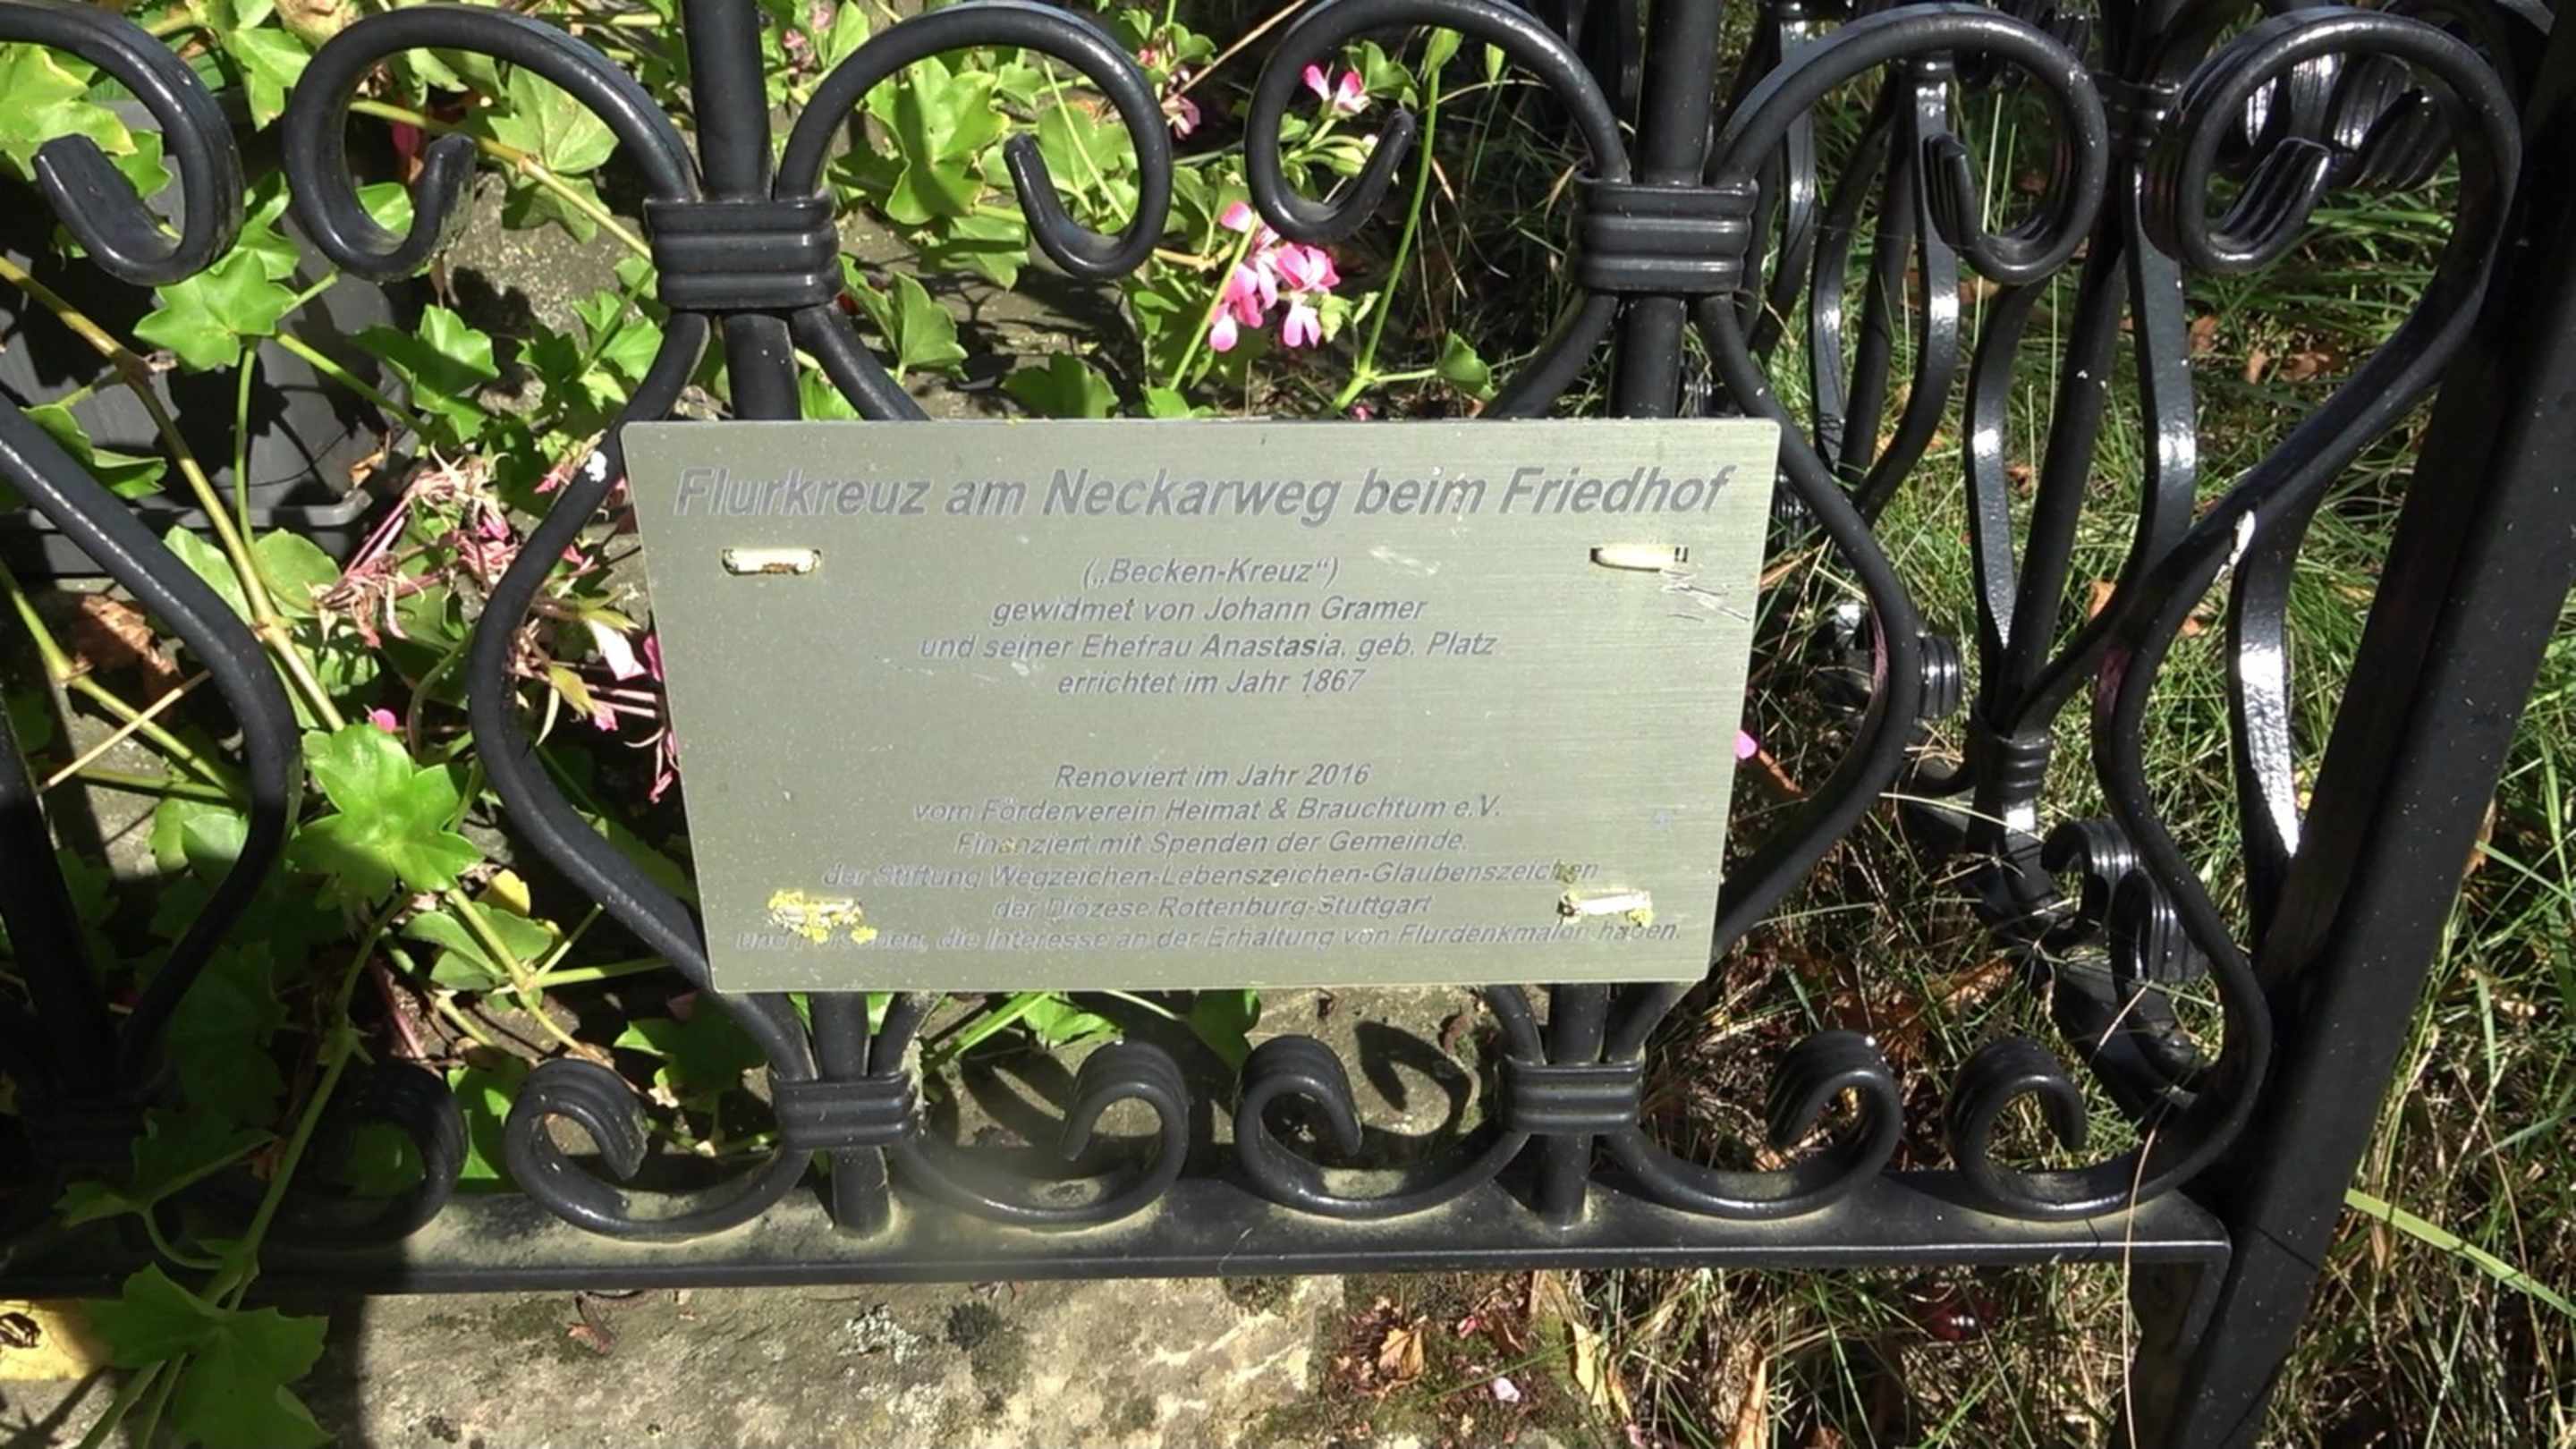 Flurkreuz am Neckarweg beim Friedhof
(„Becken-Kreuz“)
gewidmet von Johann Gramer
und seiner Ehefrau Anastasia, geb. Platz
errichtet im Jahr 1867
Renoviert im Jahr 2016
vom Förderverein Heimat & Brauchtum e.V.
Finanziert mit Spenden der Gemeinde,
der Stiftung Wegzeichen-Lebenszeichen-Glaubenszeichen
der Diözese Rottenburg-Stuttgart
und die Interesse an der Erhaltung von Flurdenkmalen haben.